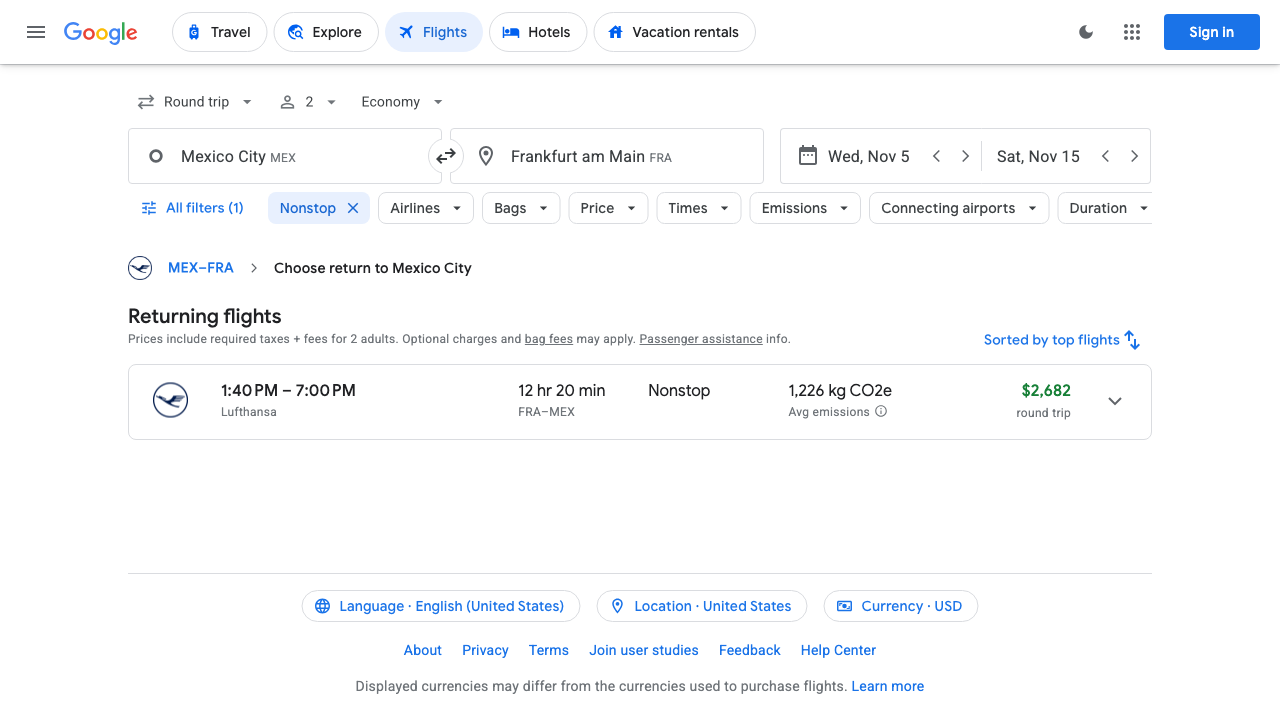 Google
Travel
Explore
Flights
Hotels
Vacation rentals
Sign in
Round trip
2
Economy
Mexico City MEX
Frankfurt am Main FRA
Wed, Nov 5
Sat, Nov 15
All filters (1)
Nonstop
Airlines
Bags
Price
Times
Emissions
Connecting airports
Duration
MEX–FRA
Choose return to Mexico City
Returning flights
Prices include required taxes + fees for 2 adults. Optional charges and bag fees may apply. Passenger assistance info.
Sorted by top flights
1:40 PM – 7:00 PM
Lufthansa
12 hr 20 min
FRA–MEX
Nonstop
1,226 kg CO2e
Avg emissions
$2,682
round trip
Language · English (United States)
Location · United States
Currency · USD
About
Privacy
Terms
Join user studies
Feedback
Help Center
Displayed currencies may differ from the currencies used to purchase flights. Learn more